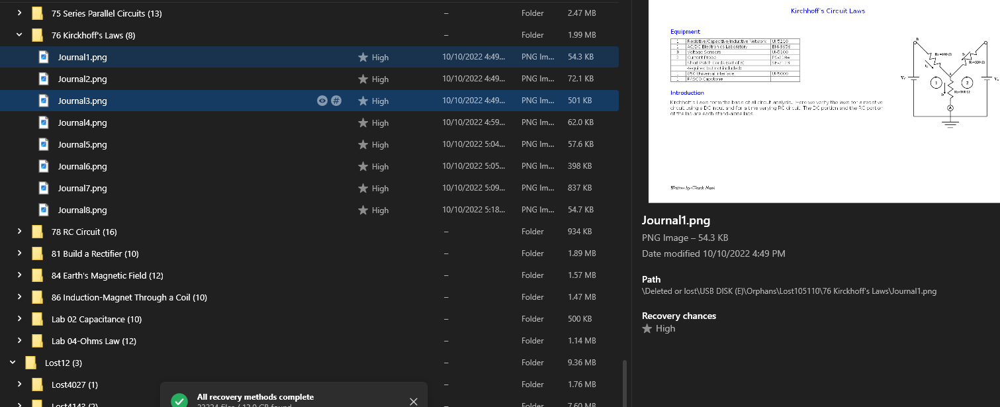 75 Series Parallel Circuits (13) – Folder 2.47 MB
76 Kirckhoff's Laws (8) – Folder 1.99 MB
Journal1.png High 10/10/2022 4:49... PNG Im... 54.3 KB
Journal2.png High 10/10/2022 4:49... PNG Im... 72.1 KB
Journal3.png # High 10/10/2022 4:49... PNG Im... 501 KB
Journal4.png High 10/10/2022 4:59... PNG Im... 62.0 KB
Journal5.png High 10/10/2022 5:04... PNG Im... 57.6 KB
Journal6.png High 10/10/2022 5:05... PNG Im... 398 KB
Journal7.png High 10/10/2022 5:09... PNG Im... 837 KB
Journal8.png High 10/10/2022 5:18... PNG Im... 54.7 KB
78 RC Circuit (16) – Folder 934 KB
81 Build a Rectifier (10) – Folder 1.89 MB
84 Earth's Magnetic Field (12) – Folder 1.57 MB
86 Induction-Magnet Through a Coil (10) – Folder 1.47 MB
Lab 02 Capacitance (10) – Folder 500 KB
Lab 04-Ohms Law (12) – Folder 1.14 MB
Lost12 (3) – Folder 9.36 MB
Lost4027 (1) – Folder 1.76 MB
Lost4143 (2) – Folder 7.60 MB
All recovery methods complete
Kirchhoff's Circuit Laws
Equipment
1 Resistive/Capacitive/Inductive Network UI-5210
1 AC/DC Electronics Laboratory EM-8656
3 Voltage Sensors UI-5100
2 Current Probe PS-2184
Short Patch Cords (set of 8) SE-7123
Required but not included:
1 850 Universal Interface UI-5000
1 PASCO Capstone
Introduction
Kirchhoff's Laws form the basis of all circuit analysis. Here we verify the laws for a resistive
circuit using a DC input and for a time varying RC circuit. The DC portion and the RC portion
of the lab are each stand-alone labs.
Written by Chuck Hunt
B
R₁=100 Ω
R₂=330 Ω
1
2
A
Journal1.png
PNG Image – 54.3 KB
Date modified 10/10/2022 4:49 PM
Path
\Deleted or lost\USB DISK (E)\Orphans\Lost105110\76 Kirckhoff's Laws\Journal1.png
Recovery chances
High